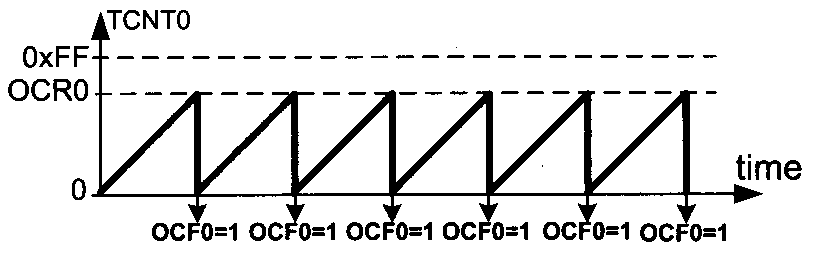 TCNT0
0xFF
OCR0
0
time
OCF0=1 OCF0=1 OCF0=1 OCF0=1 OCF0=1 OCF0=1